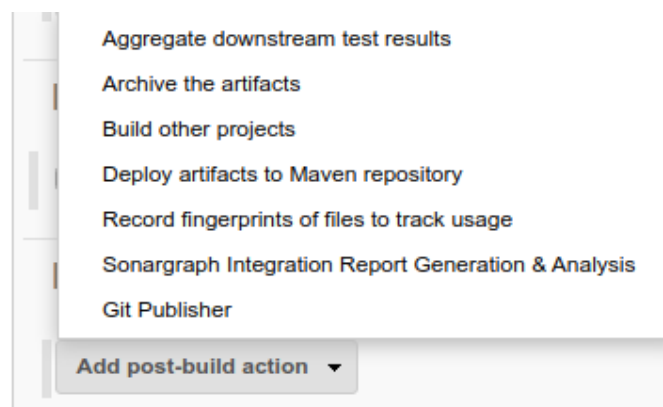 Aggregate downstream test results
Archive the artifacts
Build other projects
Deploy artifacts to Maven repository
Record fingerprints of files to track usage
Sonargraph Integration Report Generation & Analysis
Git Publisher
Add post-build action